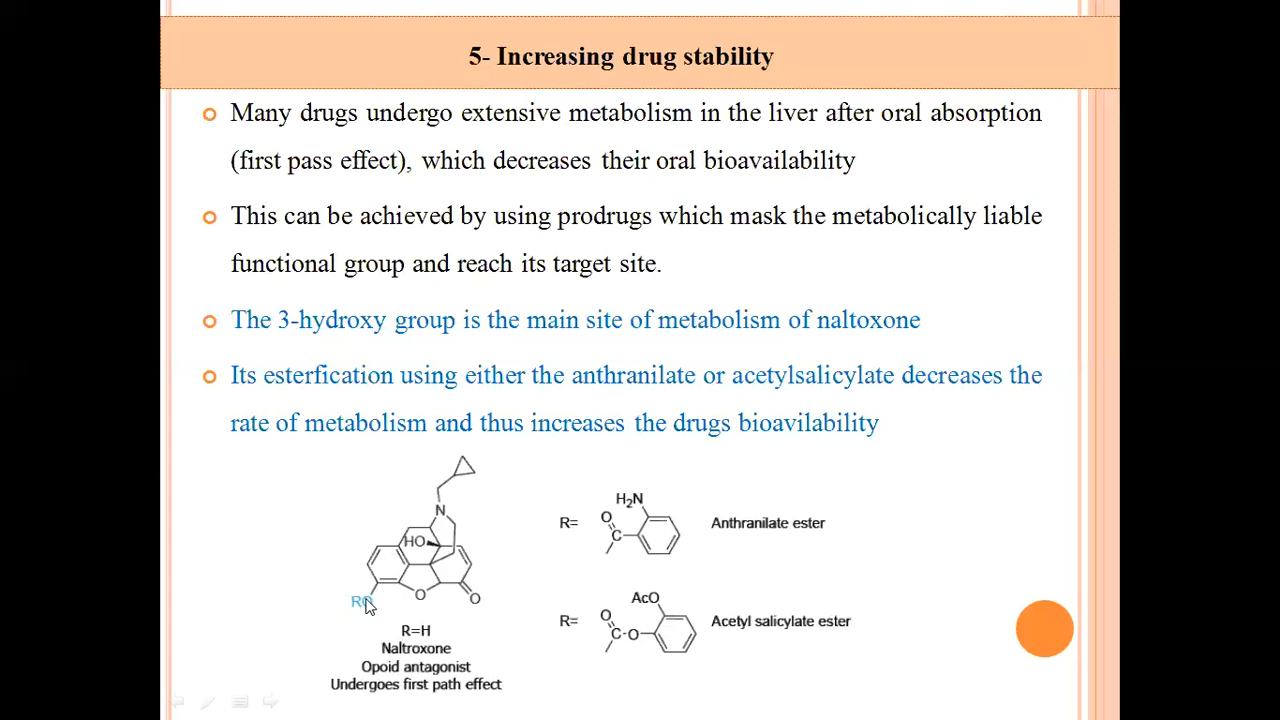 5- Increasing drug stability
Many drugs undergo extensive metabolism in the liver after oral absorption
(first pass effect), which decreases their oral bioavailability
This can be achieved by using prodrugs which mask the metabolically liable
functional group and reach its target site.
The 3-hydroxy group is the main site of metabolism of naltoxone
Its esterfication using either the anthranilate or acetylsalicylate decreases the
rate of metabolism and thus increases the drugs bioavilability
N
HO
O
O
RO
R=H
Naltroxone
Opoid antagonist
Undergoes first path effect
H₂N
O
R=
C
Anthranilate ester
AcO
O
R=
C-O
Acetyl salicylate ester